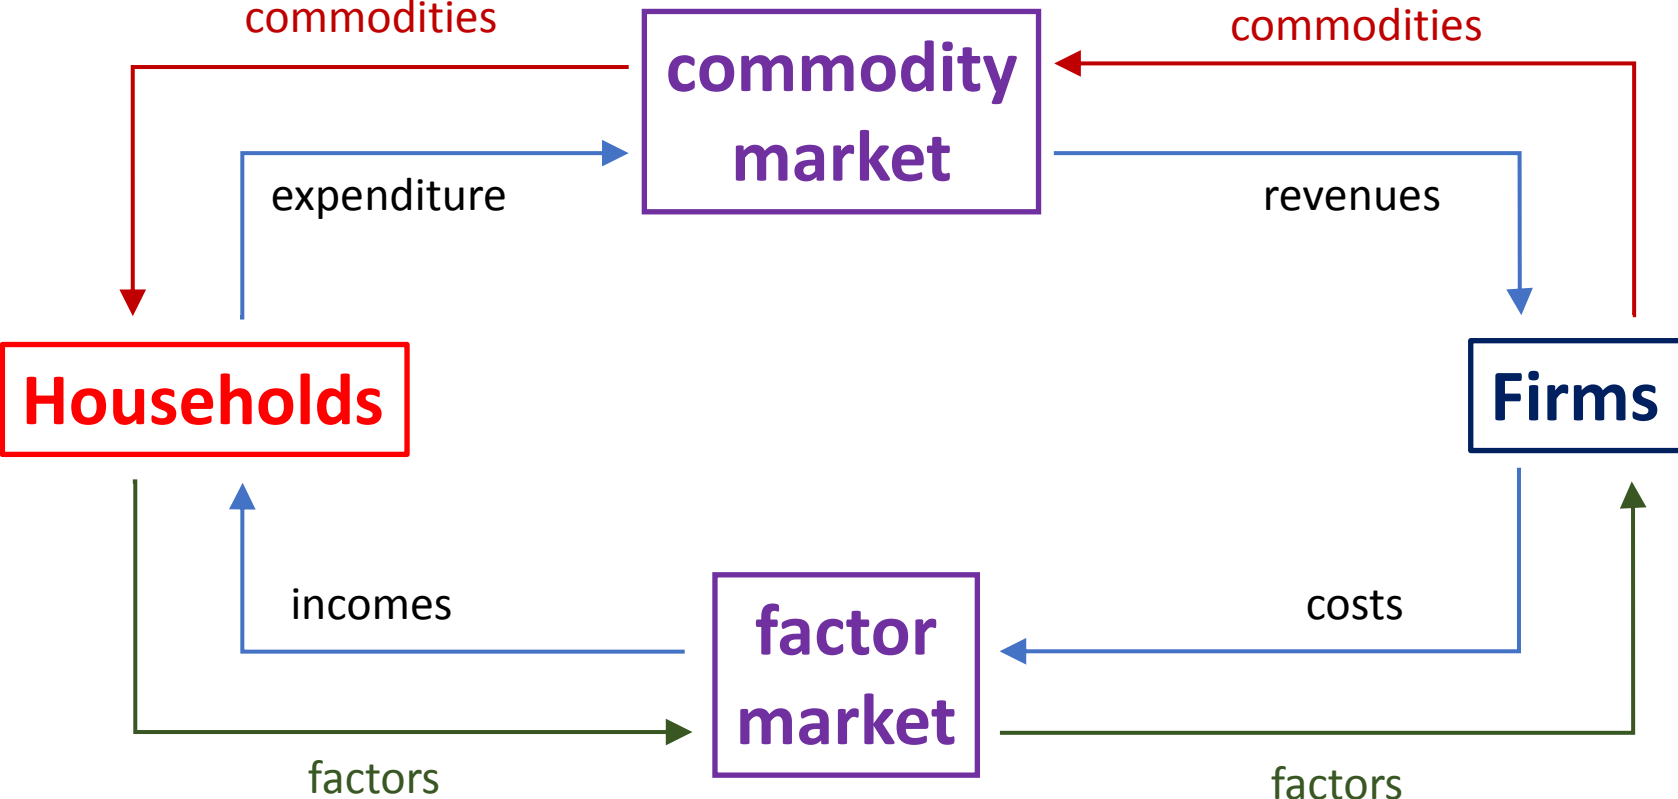 commodities
commodities
commodity
market
expenditure
revenues
Households
Firms
incomes
costs
factor
market
factors
factors